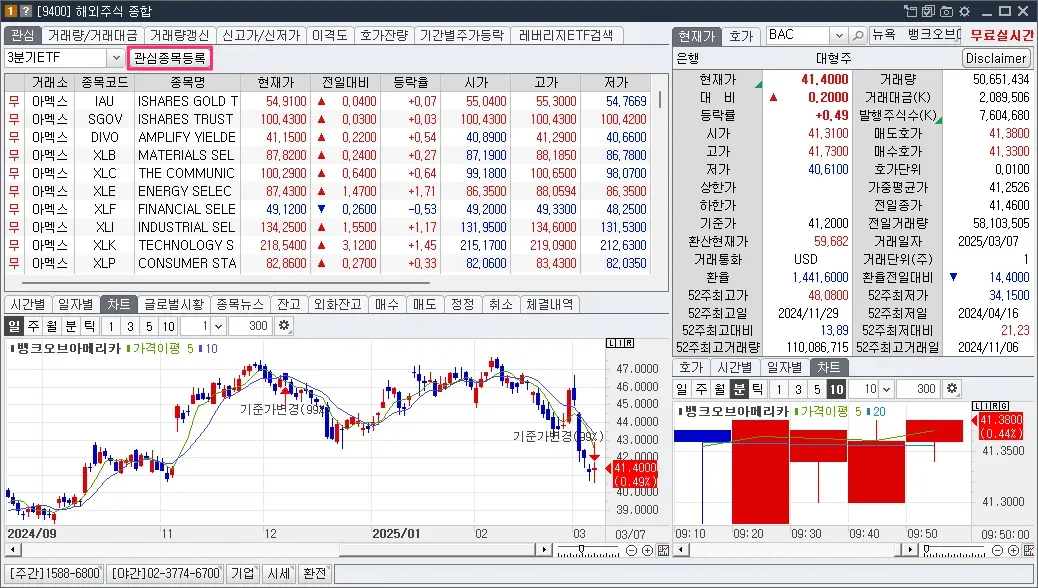 1 ? [9400] 해외주식 종합
관심 거래량/거래대금 거래량갱신 신고가/신저가 이격도 호가잔량 기간별주가등락 레버리지ETF검색
3분기ETF 관심종목등록
거래소 종목코드 종목명 현재가 전일대비 등락율 시가 고가 저가
무 아멕스 IAU ISHARES GOLD T 54,9100 ▲ 0,0400 +0,07 55,0400 55,3000 54,7669
무 아멕스 SGOV ISHARES TRUST 100,4300 ▲ 0,0300 +0,03 100,4300 100,4300 100,4200
무 아멕스 DIVO AMPLIFY YIELDE 41,1500 ▲ 0,2200 +0,54 40,8900 41,2900 40,6600
무 아멕스 XLB MATERIALS SEL 87,8200 ▲ 0,2400 +0,27 87,1900 88,1850 86,7800
무 아멕스 XLC THE COMMUNIC 100,2900 ▲ 0,6400 +0,64 99,1800 100,6500 98,0700
무 아멕스 XLE ENERGY SELEC 87,4300 ▲ 1,4700 +1,71 86,3500 88,0594 86,3500
무 아멕스 XLF FINANCIAL SELE 49,1200 ▼ 0,2600 -0,53 49,2000 49,3300 48,2500
무 아멕스 XLI INDUSTRIAL SEL 134,2500 ▲ 1,5500 +1,17 131,9500 134,6000 131,5300
무 아멕스 XLK TECHNOLOGY S 218,5400 ▲ 3,1200 +1,45 215,1700 219,0900 212,6300
무 아멕스 XLP CONSUMER STA 82,8600 ▲ 0,2700 +0,33 82,0600 83,4300 82,0350
시간별 일자별 차트 글로벌시황 종목뉴스 잔고 외화잔고 매수 매도 정정 취소 체결내역
일 주 월 분 틱 1 3 5 10 1 300
뱅크오브아메리카 가격이평 5 10
L I R
47.0000
46.0000
45.0000
기준가변경(99%)
44.0000
기준가변경(99%)
43.0000
42.0000
41.4000
(0.49%)
40.0000
39.0000
2024/09 11 12 2025/01 02 03 03/07
현재가 호가 BAC 뉴욕 뱅크오브 무료실시간
은행 대형주 Disclaimer
현재가 41.4000 거래량 50,651,434
대 비 ▲ 0.2000 거래대금(K) 2,089,506
등락률 +0.49 발행주식수(K) 7,604,680
시가 41,3100 매도호가 41,3800
고가 41,7300 매수호가 41,3300
저가 40,6100 호가단위 0,0100
상한가 가중평균가 41,2526
하한가 전일종가 41,4600
기준가 41,2000 전일거래량 58,103,505
환산현재가 59,682 거래일자 2025/03/07
거래통화 USD 거래단위(주) 1
환율 1,441,6000 환율전일대비 ▼ 14,4000
52주최고가 48,0800 52주최저가 34,1500
52주최고일 2024/11/29 52주최저일 2024/04/16
52주최고대비 13,89 52주최저대비 21,23
52주최고거래량 110,086,715 52주최고거래일 2024/11/06
호가 시간별 일자별 차트
일 주 월 분 틱 1 3 5 10 10 300
뱅크오브아메리카 가격이평 5 20
L I R G
41.3800
(0.44%)
41.3500
41.3000
09:10 09:20 09:30 09:40 09:50 09:50:00
[주간]1588-6800 [야간]02-3774-6700 기업 시세 환전